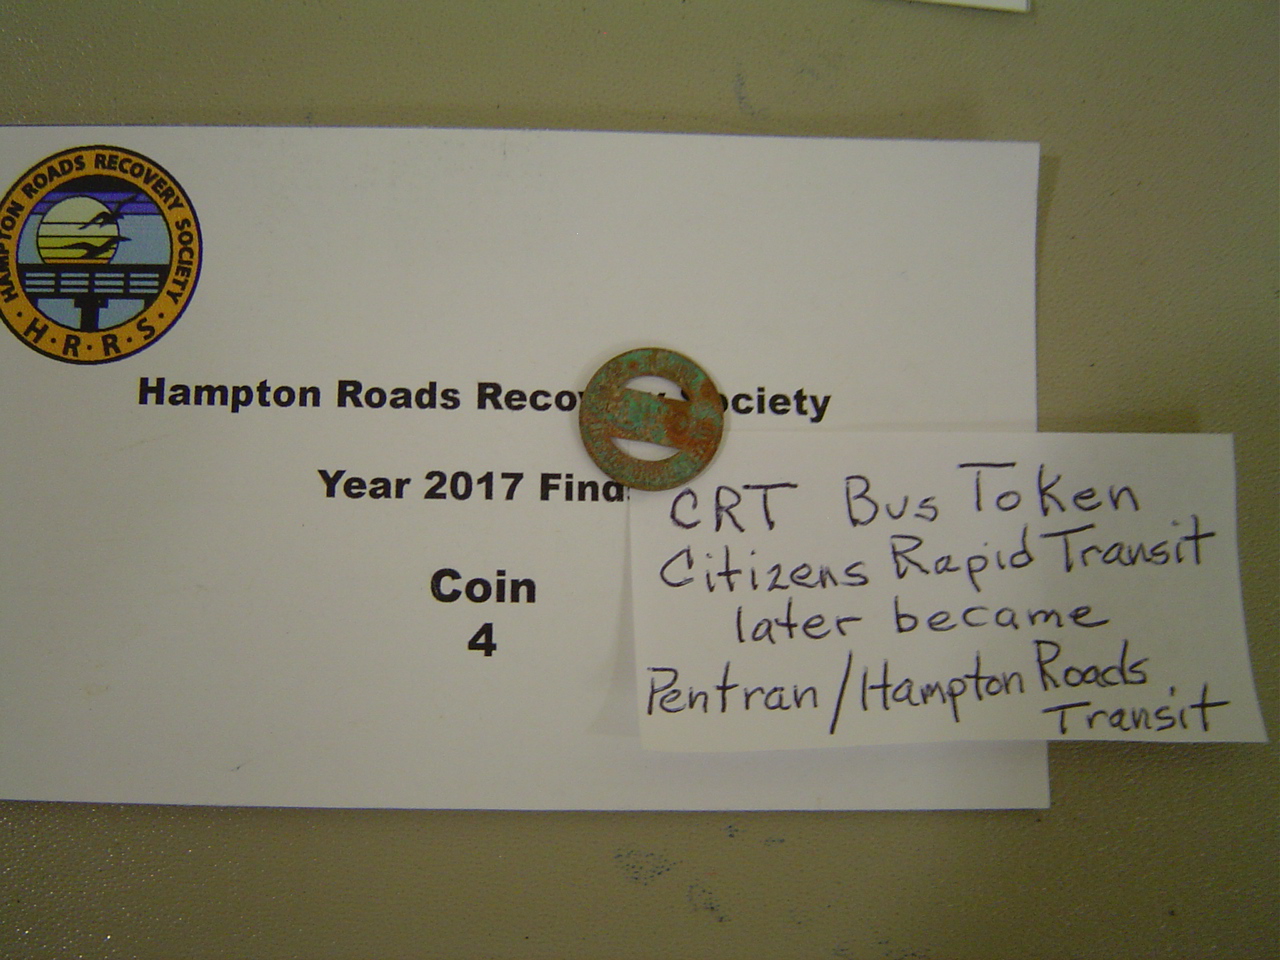 HAMPTON ROADS RECOVERY SOCIETY
· H · R · R · S ·
Hampton Roads Reco ciety
Year 2017 Find
Coin
4
CRT Bus Token
Citizens Rapid Transit
later became
Pentran/Hampton Roads
Transit